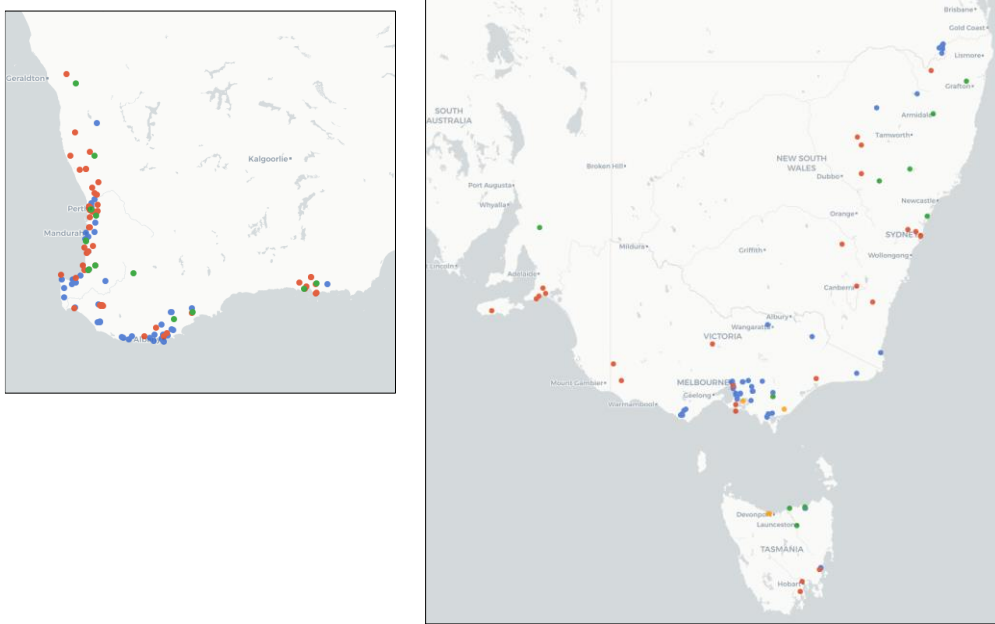 Geraldton
Kalgoorlie
Perth
Mandurah
Brisbane
Gold Coast
Lismore
Grafton
SOUTH
AUSTRALIA
Armidale
Tamworth
NEW SOUTH
WALES
Broken Hill
Dubbo
Port Augusta
Whyalla
Newcastle
Orange
SYDNEY
Mildura
Griffith
Wollongong
Lincoln
Adelaide
Canberra
Albury
Wangaratta
VICTORIA
Mount Gambier
MELBOURNE
Geelong
Warrnambool
Devonport
Launceston
TASMANIA
Hobart